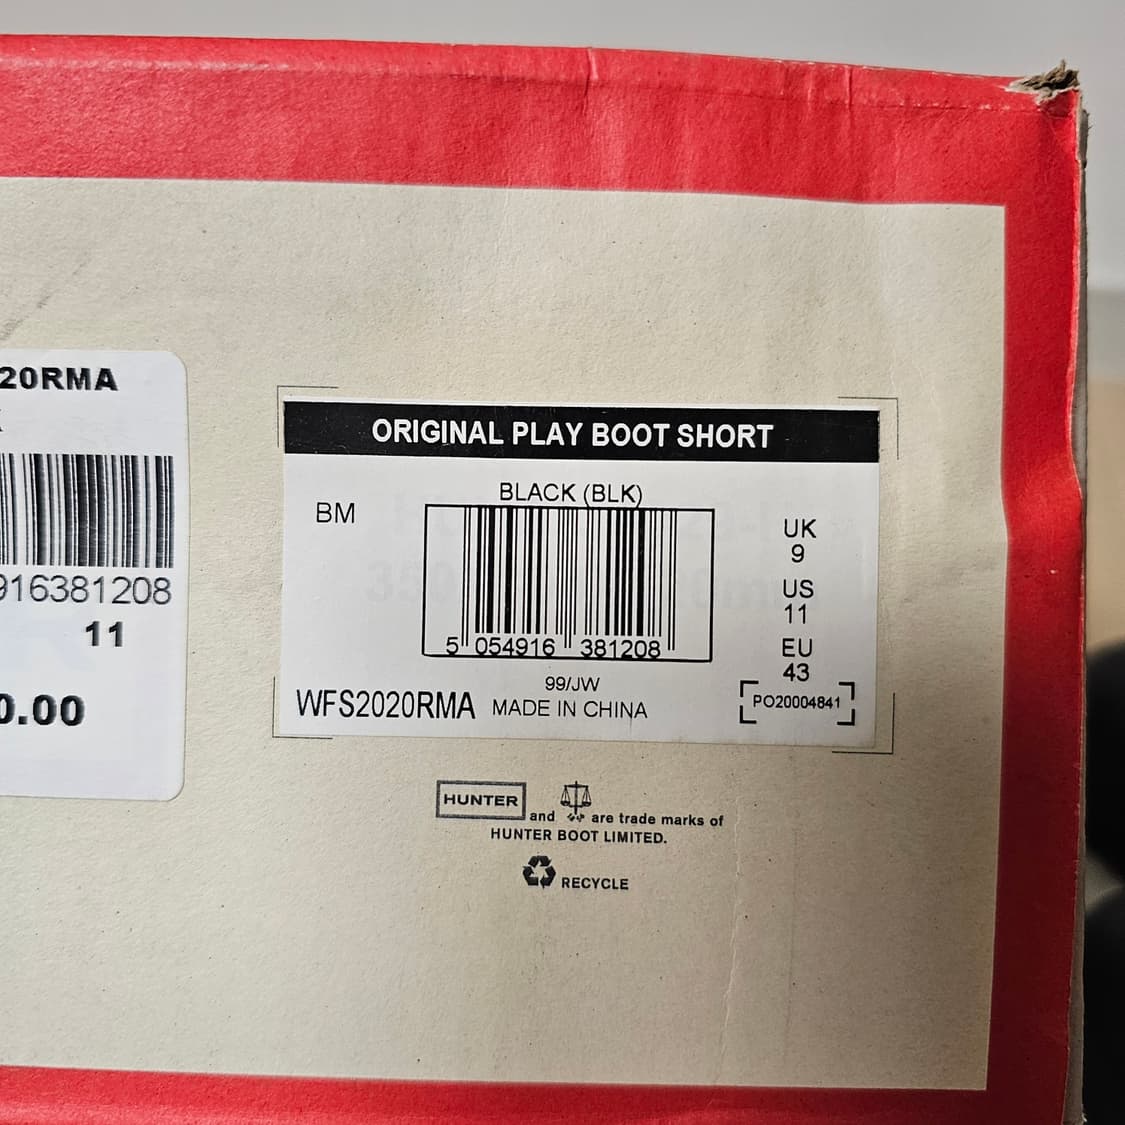 20RMA
916381208
11
0.00
ORIGINAL PLAY BOOT SHORT
BLACK (BLK)
BM
UK
9
US
11
EU
43
5 054916 381208
99/JW
WFS2020RMA MADE IN CHINA
PO20004841
HUNTER and are trade marks of
HUNTER BOOT LIMITED.
RECYCLE